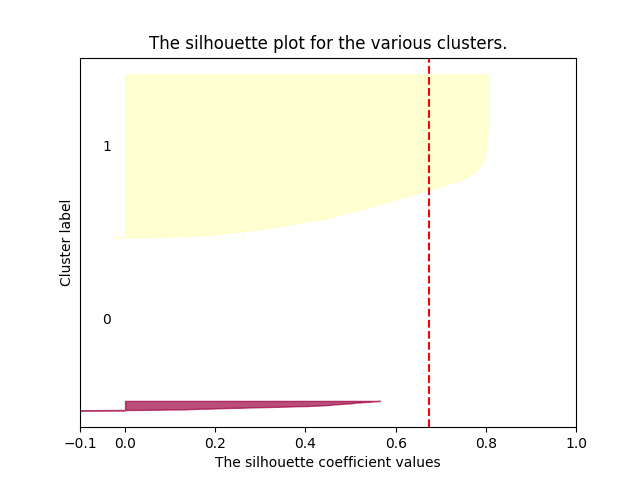 The silhouette plot for the various clusters.
1
0
Cluster label
−0.1 0.0 0.2 0.4 0.6 0.8 1.0
The silhouette coefficient values